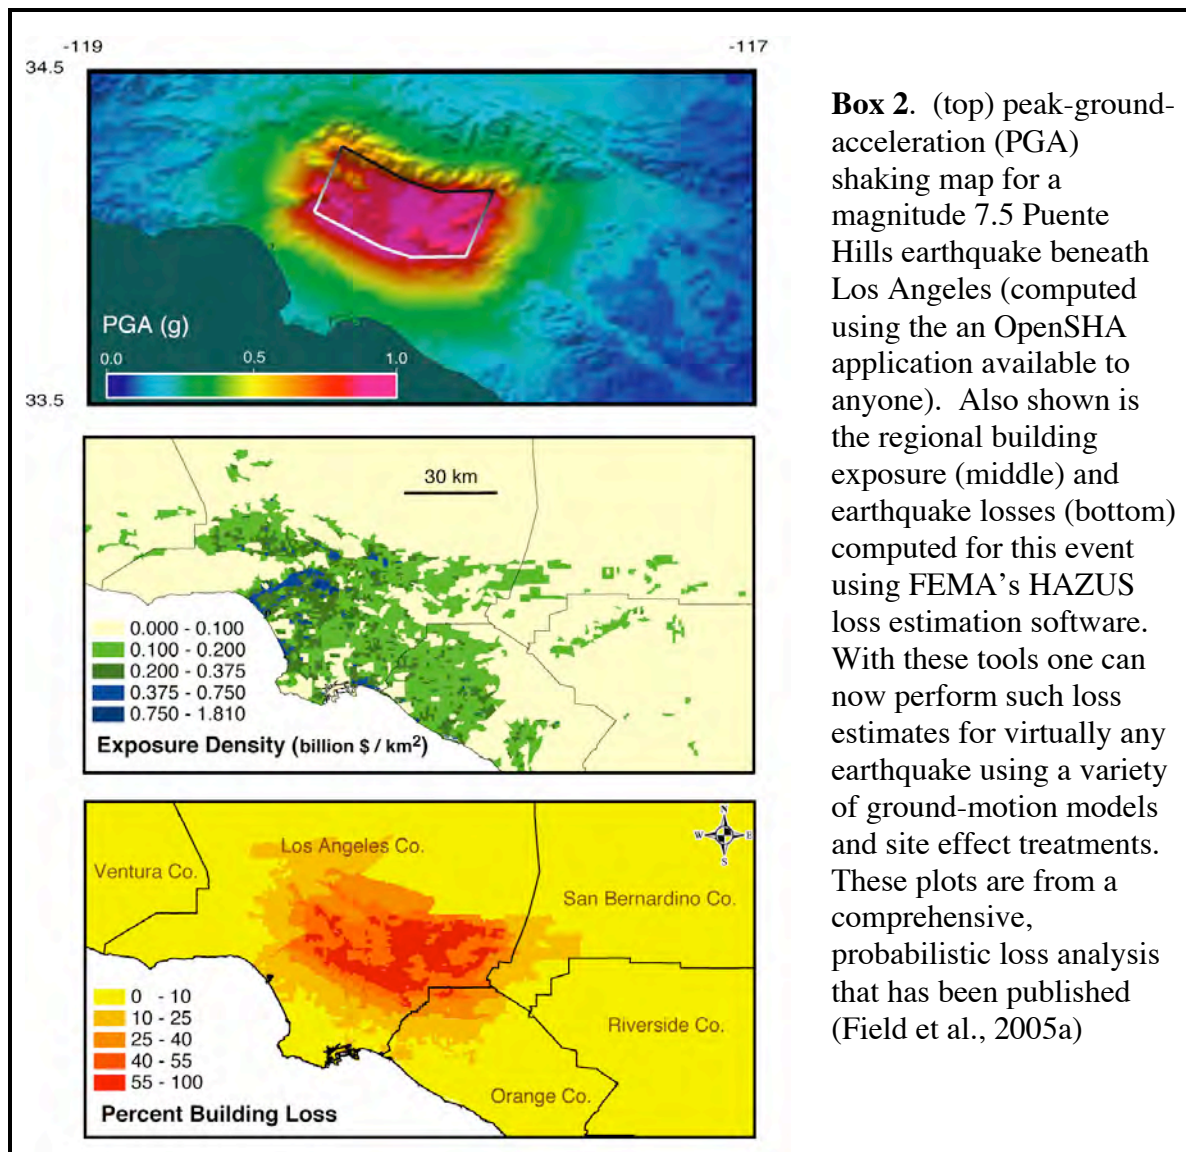 -119
-117
34.5
PGA (g)
0.0 0.5 1.0
33.5
30 km
0.000 - 0.100
0.100 - 0.200
0.200 - 0.375
0.375 - 0.750
0.750 - 1.810
Exposure Density (billion $ / km²)
N
W E
S
Los Angeles Co.
Ventura Co.
San Bernardino Co.
0 - 10
10 - 25
25 - 40
40 - 55
55 - 100
Riverside Co.
Orange Co.
Percent Building Loss
Box 2. (top) peak-ground-
acceleration (PGA)
shaking map for a
magnitude 7.5 Puente
Hills earthquake beneath
Los Angeles (computed
using the an OpenSHA
application available to
anyone). Also shown is
the regional building
exposure (middle) and
earthquake losses (bottom)
computed for this event
using FEMA’s HAZUS
loss estimation software.
With these tools one can
now perform such loss
estimates for virtually any
earthquake using a variety
of ground-motion models
and site effect treatments.
These plots are from a
comprehensive,
probabilistic loss analysis
that has been published
(Field et al., 2005a)